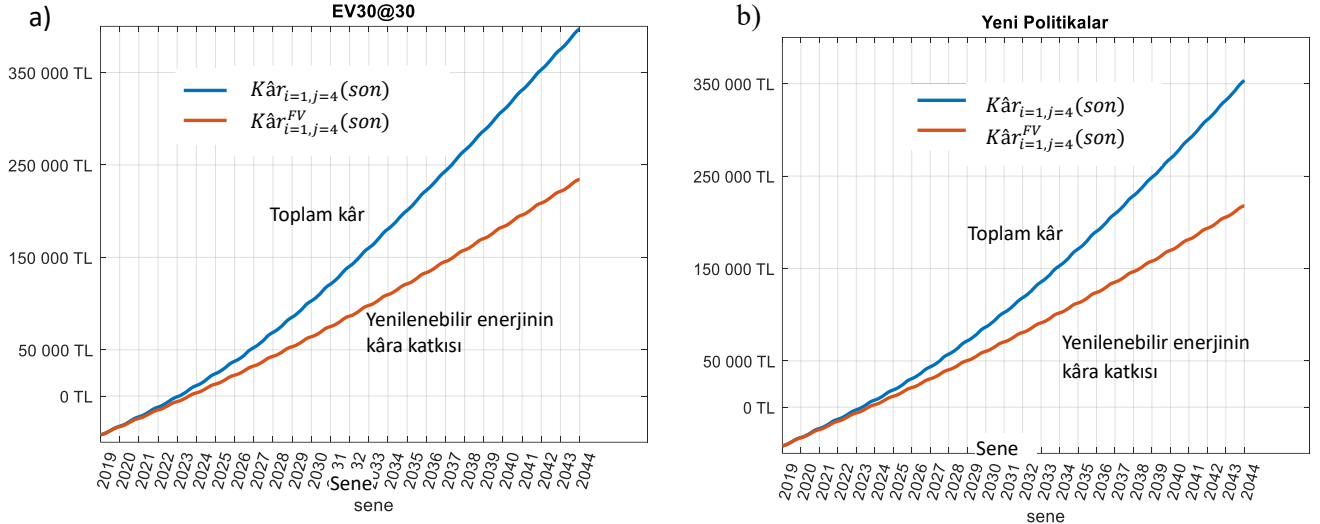 a)
EV30@30
350 000 TL
250 000 TL
150 000 TL
50 000 TL
0 TL
Kâr_{i=1,j=4}(son)
Kâr^{FV}_{i=1,j=4}(son)
Toplam kâr
Yenilenebilir enerjinin
kâra katkısı
2019 2020 2021 2022 2023 2024 2025 2026 2027 2028 2029 2030 31 32 33 2034 2035 2036 2037 2038 2039 2040 2041 2042 2043 2044
Sene
sene
b)
Yeni Politikalar
350 000 TL
250 000 TL
150 000 TL
50 000 TL
0 TL
Kâr_{i=1,j=4}(son)
Kâr^{FV}_{i=1,j=4}(son)
Toplam kâr
Yenilenebilir enerjinin
kâra katkısı
Sene
2019 2020 2021 2022 2023 2024 2025 2026 2027 2028 2029 2030 2031 2032 2033 2034 2035 2036 2037 2038 2039 2040 2041 2042 2043 2044
sene